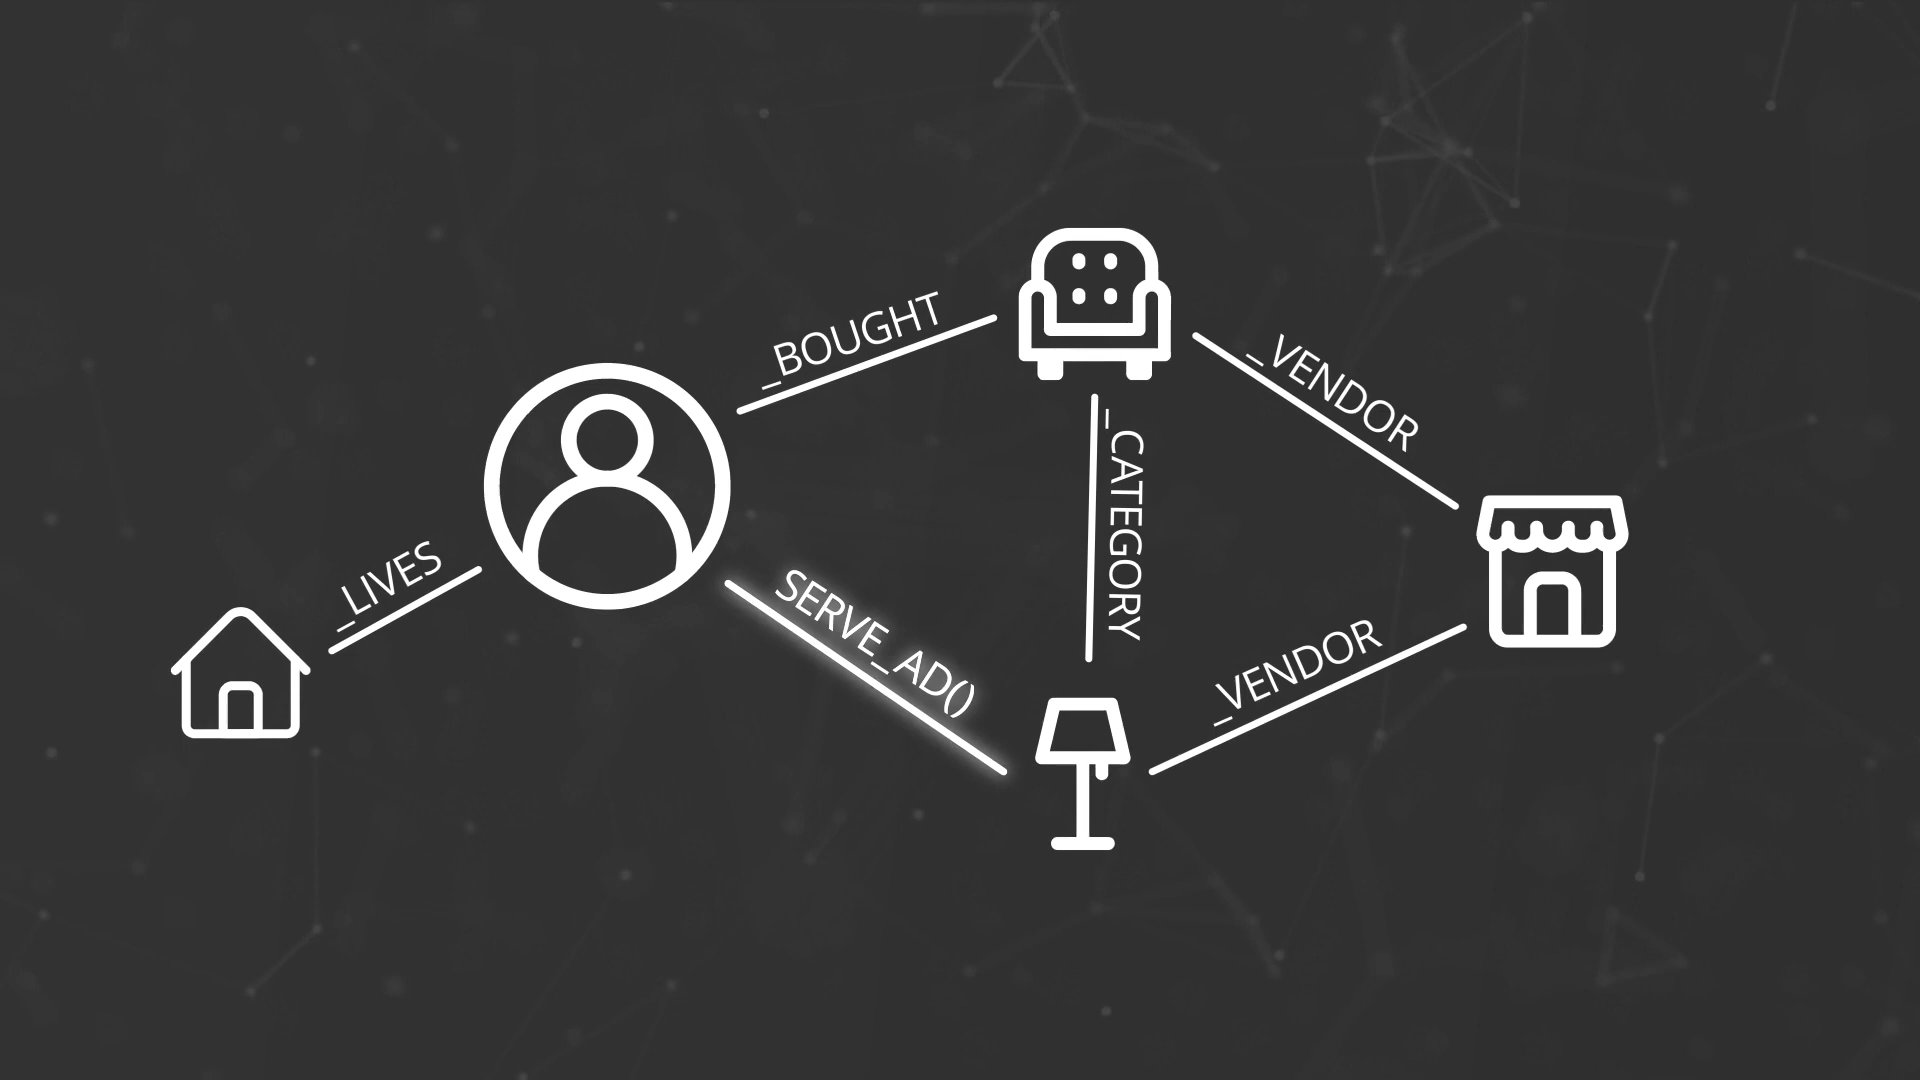 _BOUGHT
_VENDOR
_CATEGORY
_LIVES
SERVE_AD()
_VENDOR